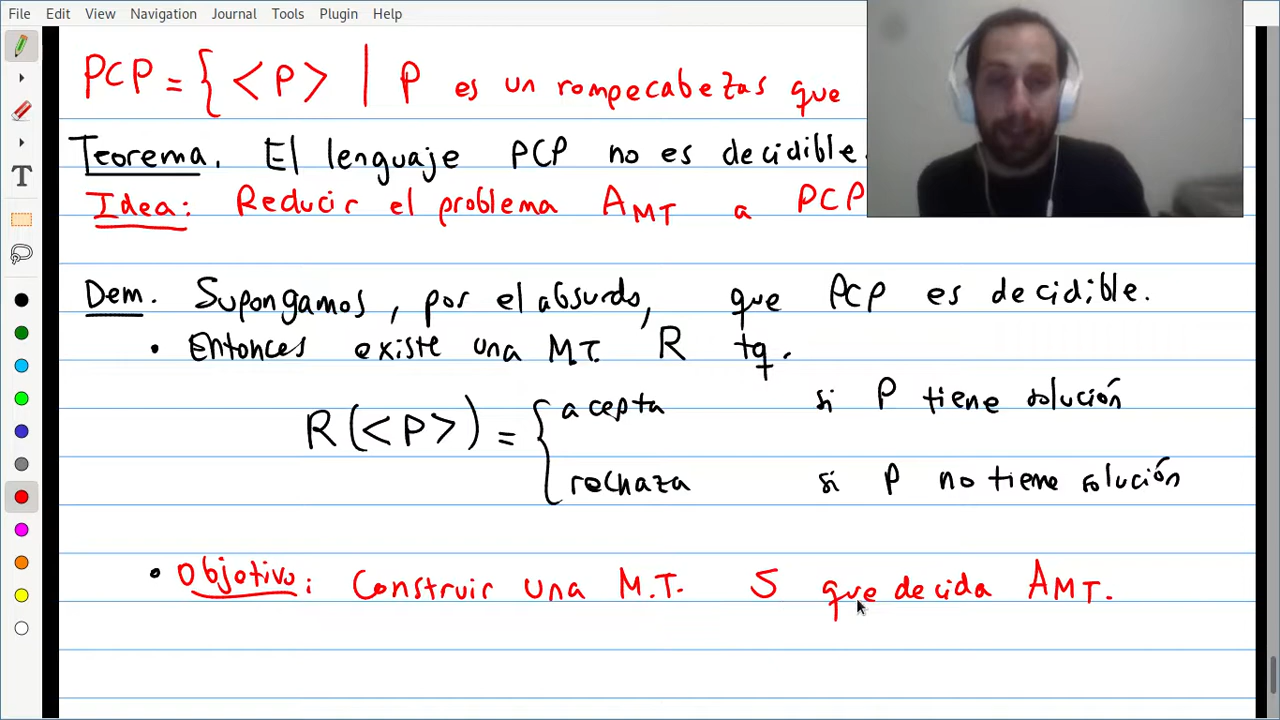 File Edit View Navigation Journal Tools Plugin Help
PCP = { <P> | P es un rompecabezas que
Teorema. El lenguaje PCP no es decidible.
Idea: Reducir el problema AMT a PCP
Dem. Supongamos, por el absurdo, que PCP es decidible.
• Entonces existe una M.T. R tq.
R(<P>) = { acepta si P tiene solución
rechaza si P no tiene solución
• Objetivo: Construir una M.T. S que decida AMT.
T